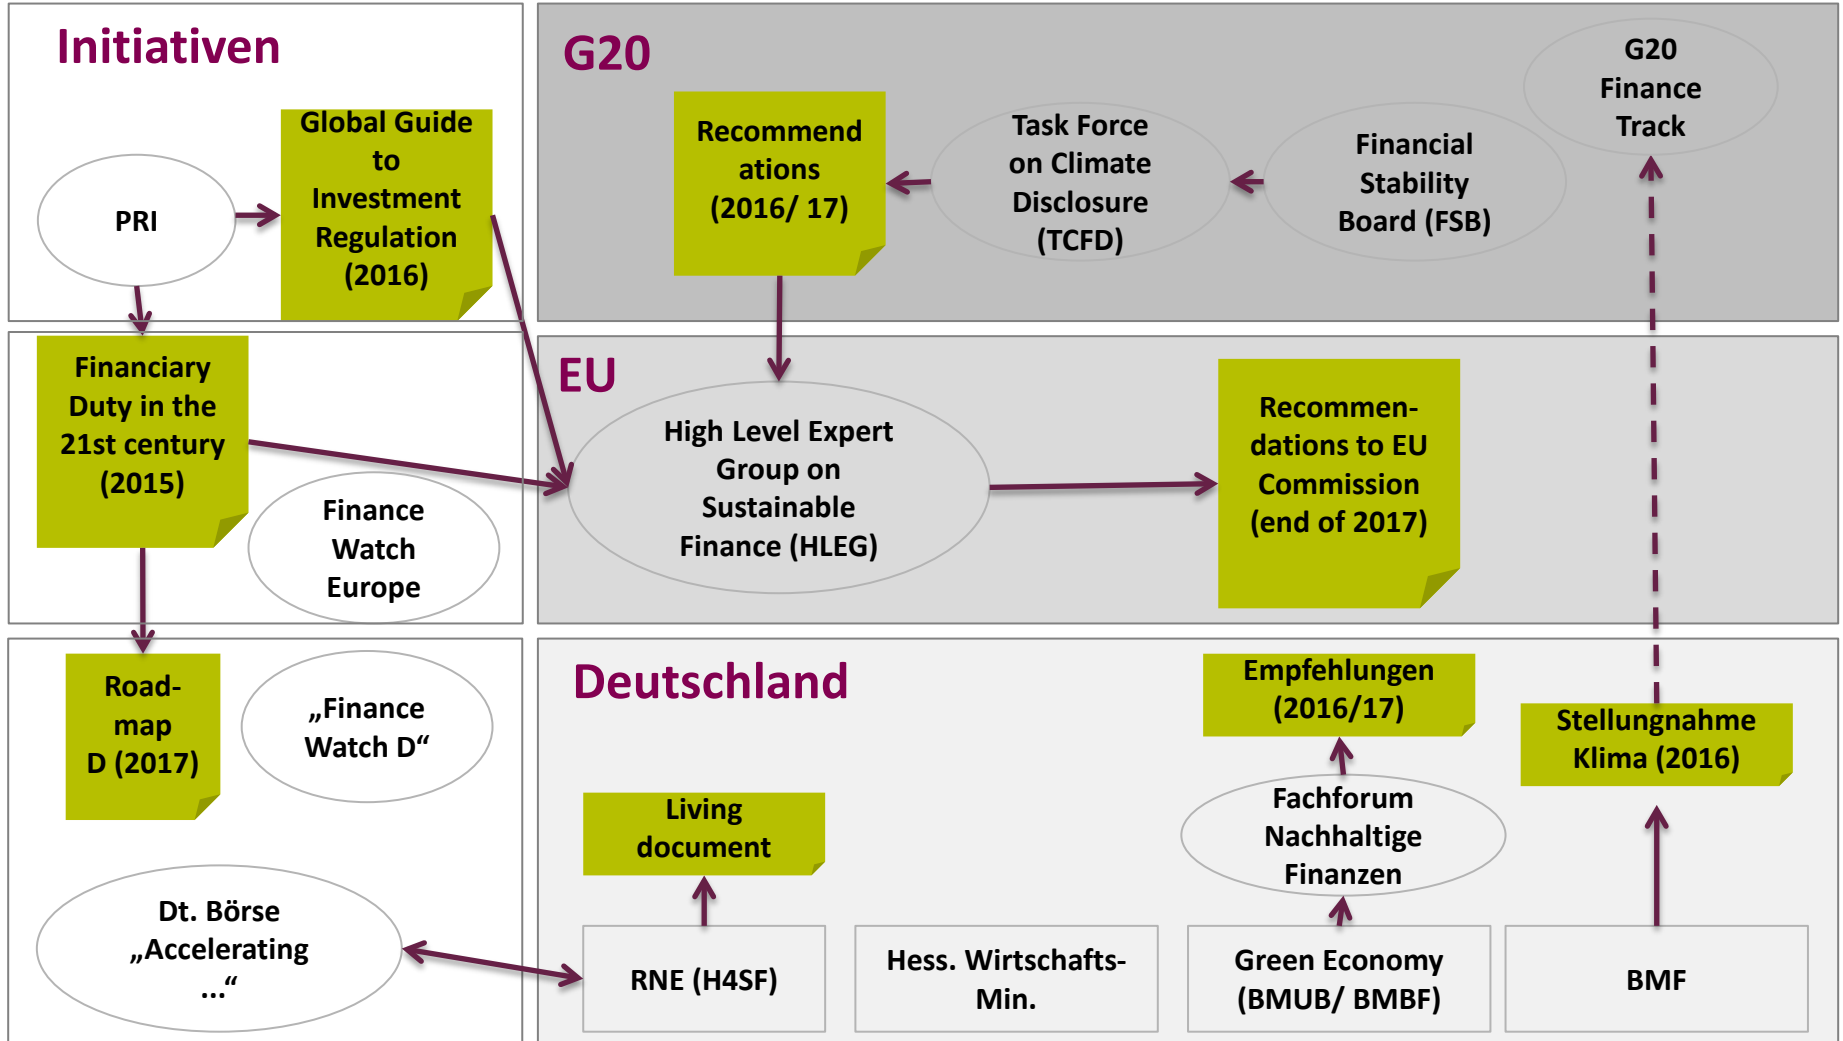 Initiativen
PRI
Global Guide
to
Investment
Regulation
(2016)
Financiary
Duty in the
21st century
(2015)
Finance
Watch
Europe
Road-
map
D (2017)
„Finance
Watch D“
Dt. Börse
„Accelerating
...“
G20
Recommend
ations
(2016/ 17)
Task Force
on Climate
Disclosure
(TCFD)
Financial
Stability
Board (FSB)
G20
Finance
Track
EU
High Level Expert
Group on
Sustainable
Finance (HLEG)
Recommen-
dations to EU
Commission
(end of 2017)
Deutschland
Living
document
RNE (H4SF)
Hess. Wirtschafts-
Min.
Empfehlungen
(2016/17)
Fachforum
Nachhaltige
Finanzen
Green Economy
(BMUB/ BMBF)
Stellungnahme
Klima (2016)
BMF